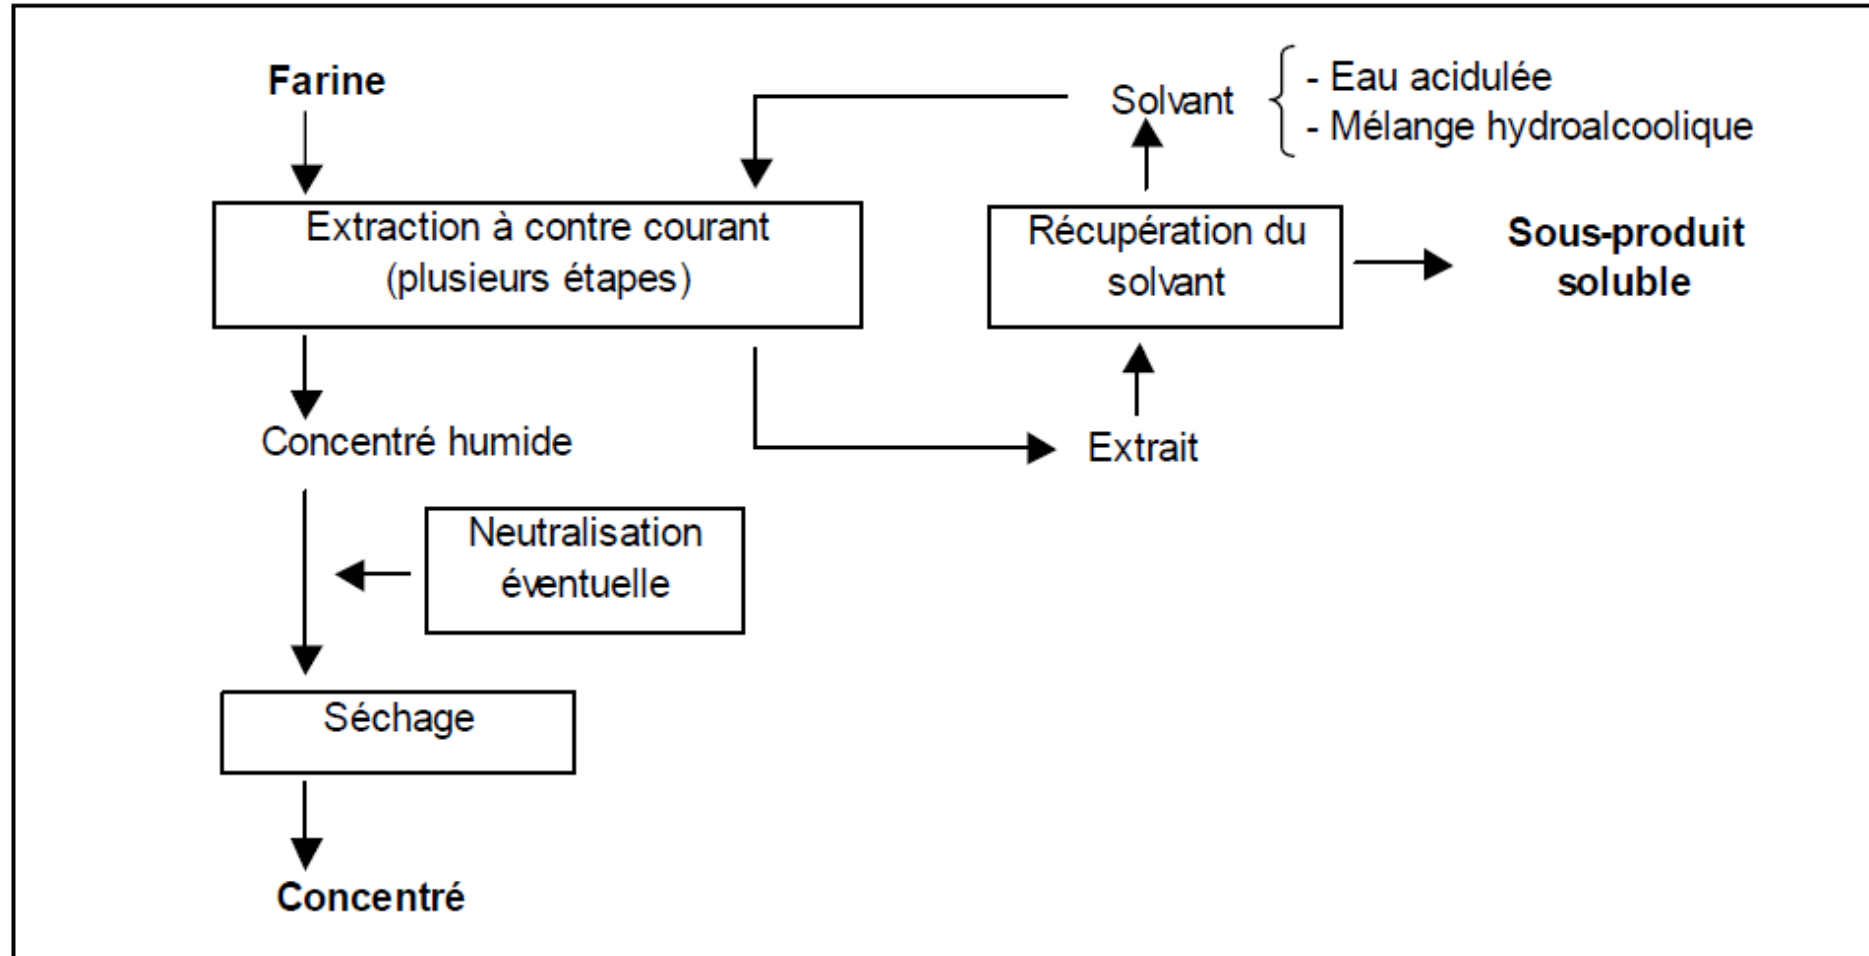 Farine
Solvant
- Eau acidulée
- Mélange hydroalcoolique
Extraction à contre courant
(plusieurs étapes)
Récupération du
solvant
Sous-produit
soluble
Concentré humide
Extrait
Neutralisation
éventuelle
Séchage
Concentré